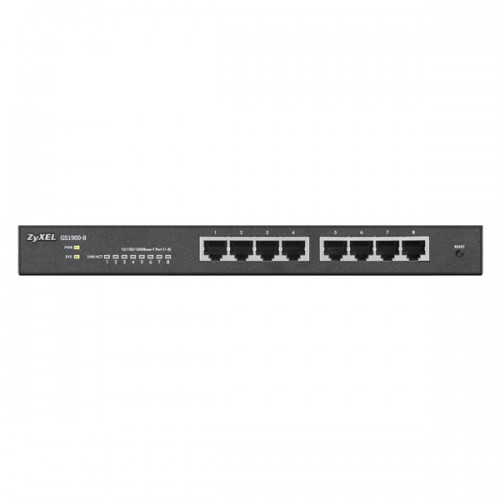 ZyXEL GS1900-8
PWR
10/100/1000Base-T Port (1-8)
SYS LINK/ACT
1 2 3 4 5 6 7 8
1 2 3 4 5 6 7 8
RESET